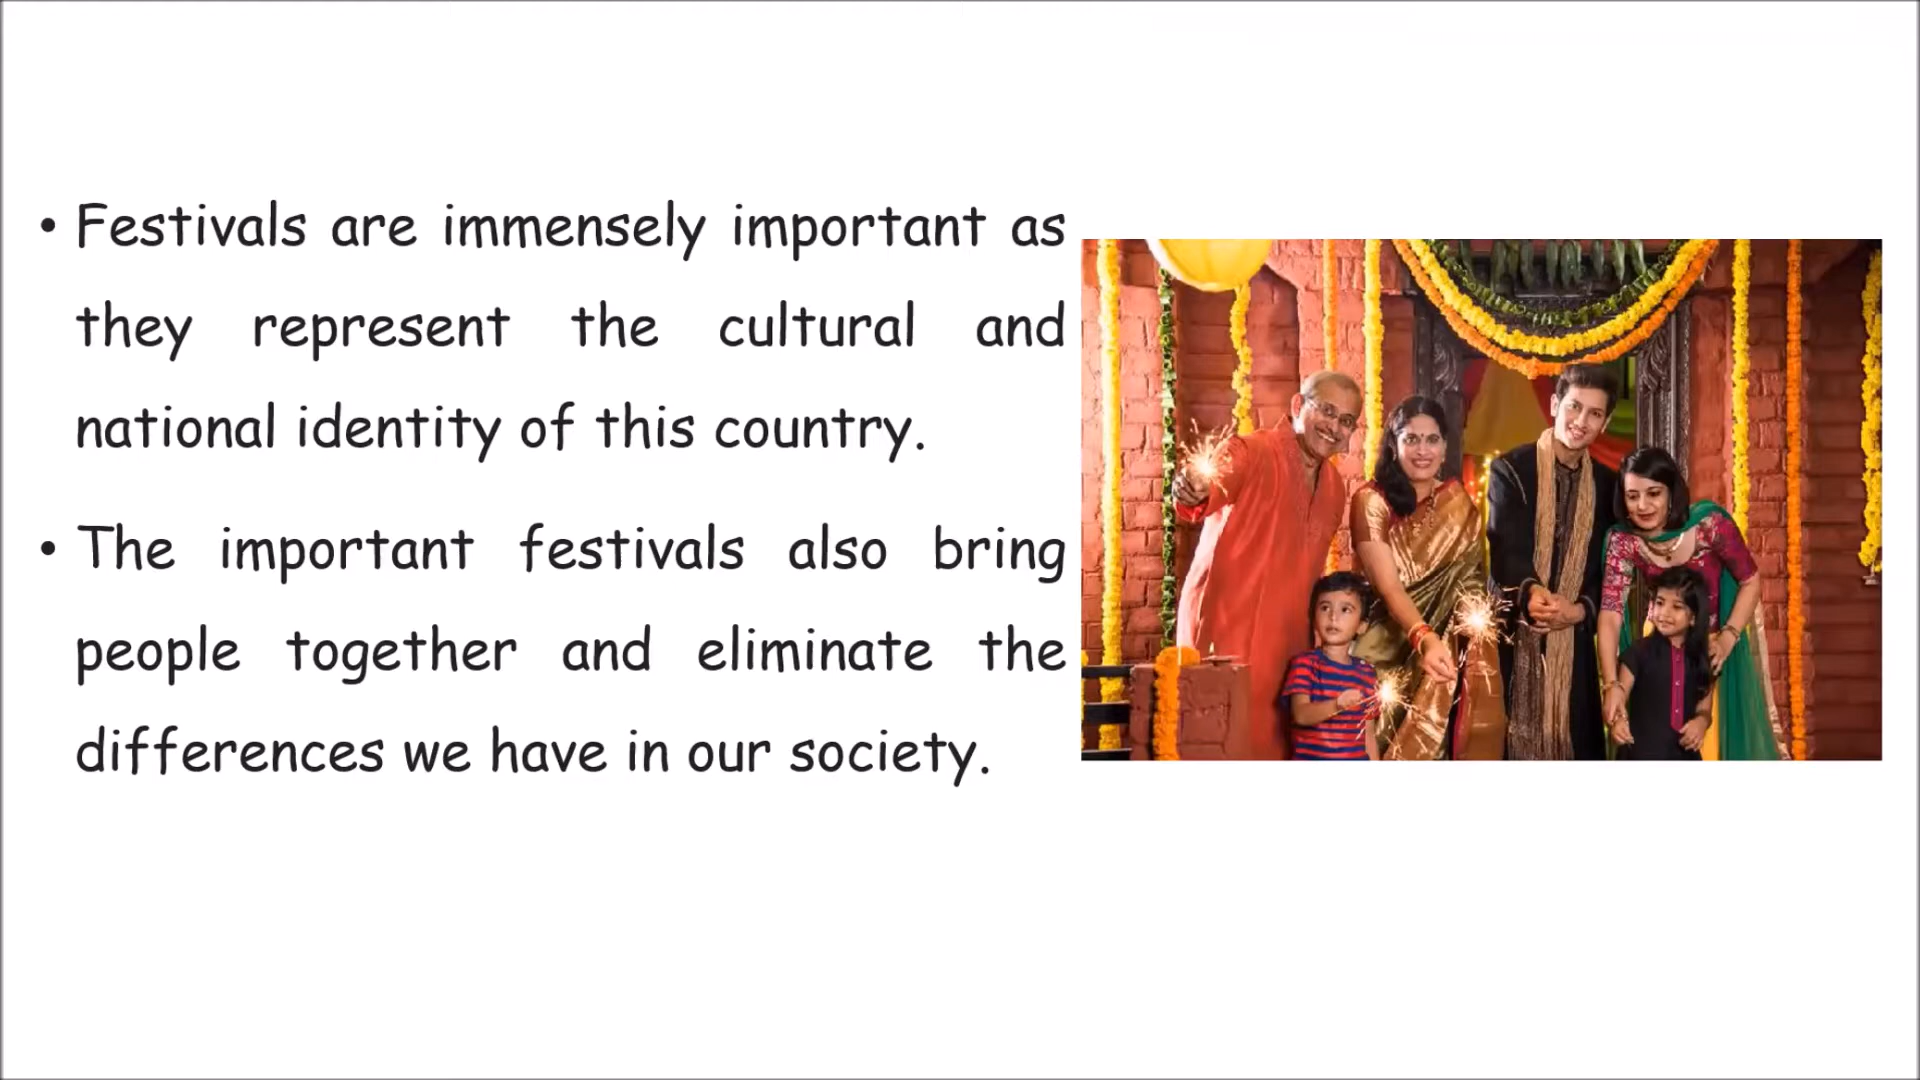 • Festivals are immensely important as
they represent the cultural and
national identity of this country.
• The important festivals also bring
people together and eliminate the
differences we have in our society.